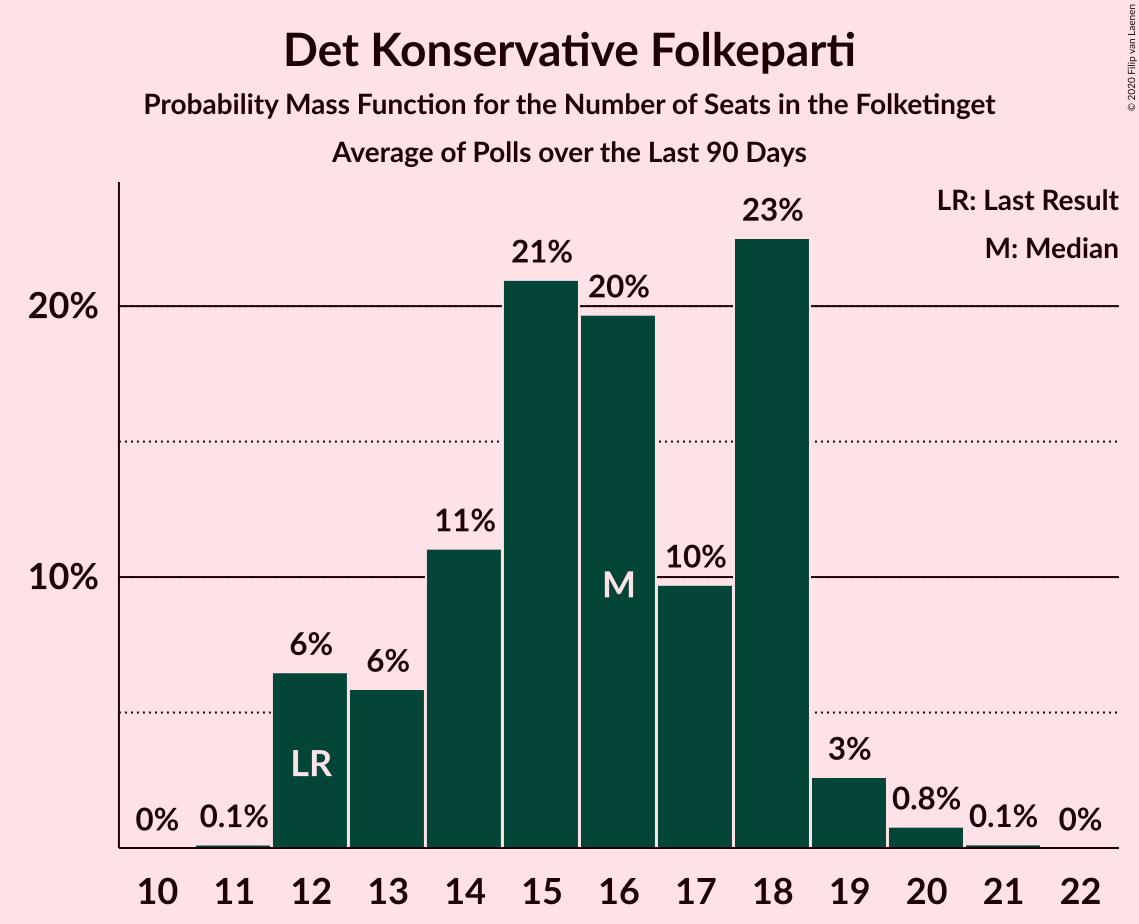 Det Konservative Folkeparti
Probability Mass Function for the Number of Seats in the Folketinget
Average of Polls over the Last 90 Days
© 2020 Filip van Laenen
LR: Last Result
M: Median
23%
21%
20%
20%
11%
10%
10%
M
6%
6%
LR
3%
0.8%
0%
0.1%
0.1%
0%
10 11 12 13 14 15 16 17 18 19 20 21 22